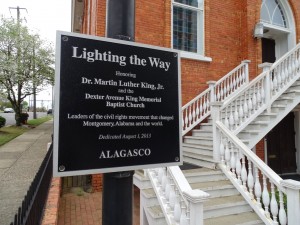 Lighting the Way
Honoring
Dr. Martin Luther King, Jr.
and the
Dexter Avenue King Memorial
Baptist Church
Leaders of the civil rights movement that changed
Montgomery, Alabama and the world.
Dedicated August 1, 2013
ALAGASCO